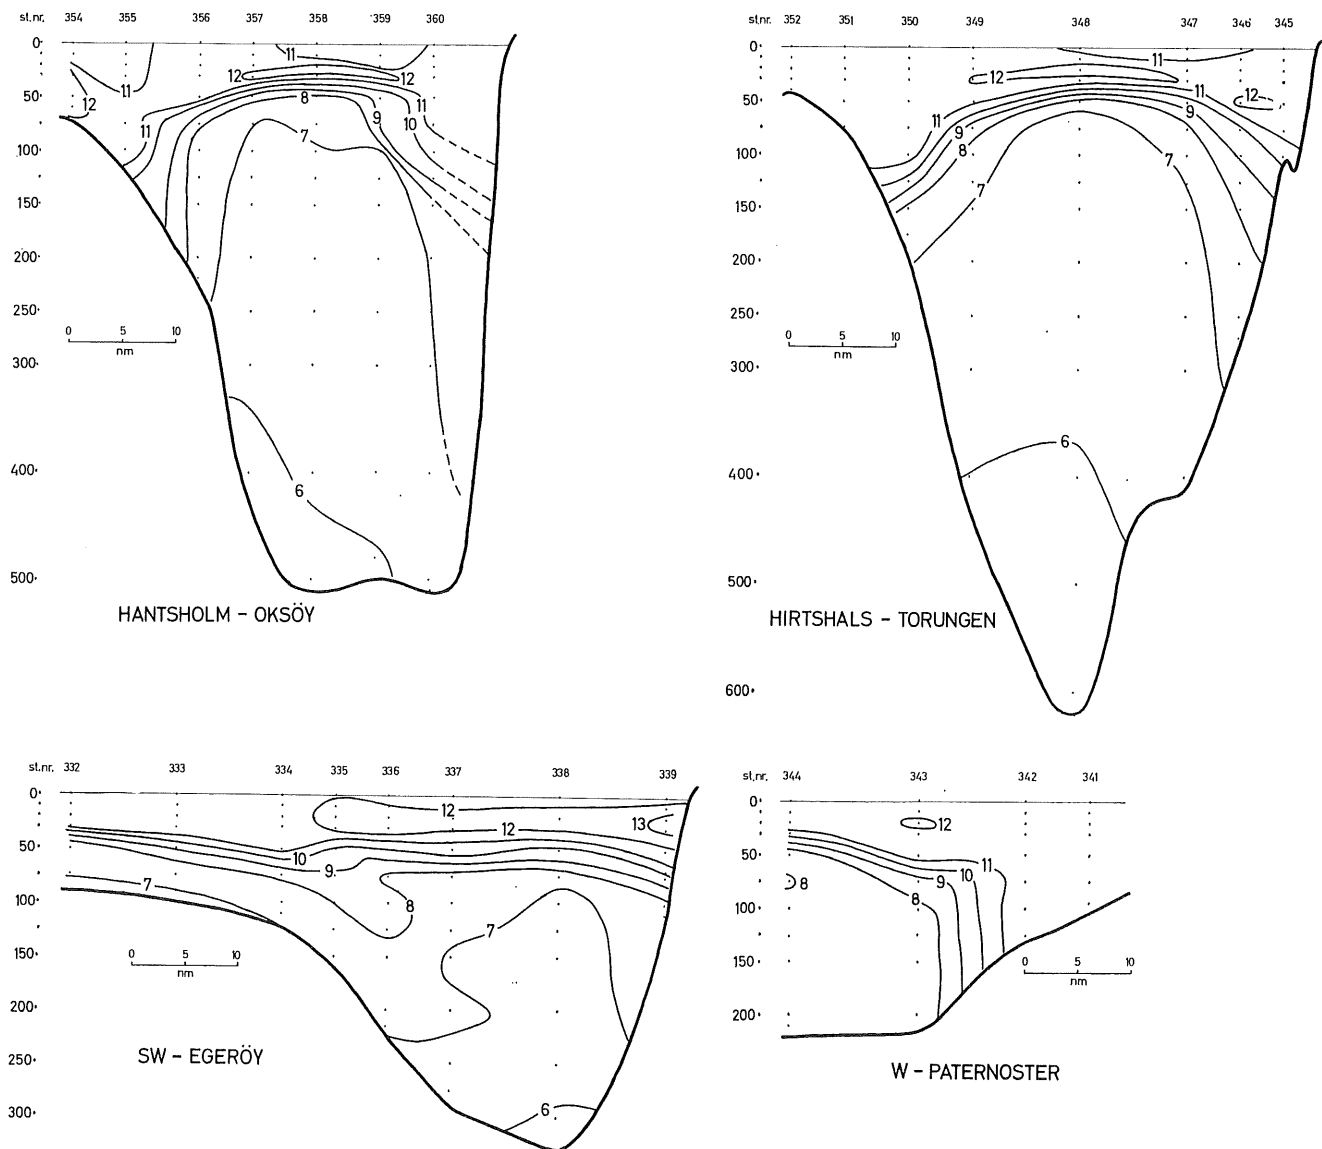 st.nr. 354 355 356 357 358 359 360
0
50
100
150
200
250
300
400
500
11 11 12 12 12 11 11 8 9 10 7 6
0 5 10
nm
HANTSHOLM - OKSÖY
st.nr. 352 351 350 349 348 347 346 345
0
50
100
150
200
250
300
400
500
600
11 12 11 12 11 9 9 8 7 7 6
0 5 10
nm
HIRTSHALS - TORUNGEN
st.nr. 332 333 334 335 336 337 338 339
0
50
100
150
200
250
300
12 13 12 10 9 8 7 7 6
0 5 10
nm
SW - EGERÖY
st.nr. 344 343 342 341
0
50
100
150
200
12 11 10 9 8 8
0 5 10
nm
W - PATERNOSTER